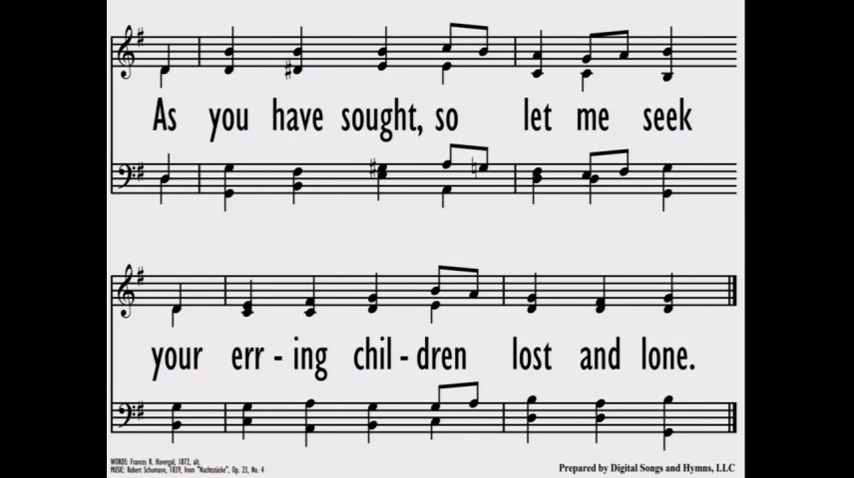 As you have sought, so let me seek
your err - ing chil - dren lost and lone.
WORDS: Frances R. Havergal, 1872, alt.
MUSIC: Robert Schumann, 1839, from "Nachtstücke", Op. 23, No. 4
Prepared by Digital Songs and Hymns, LLC